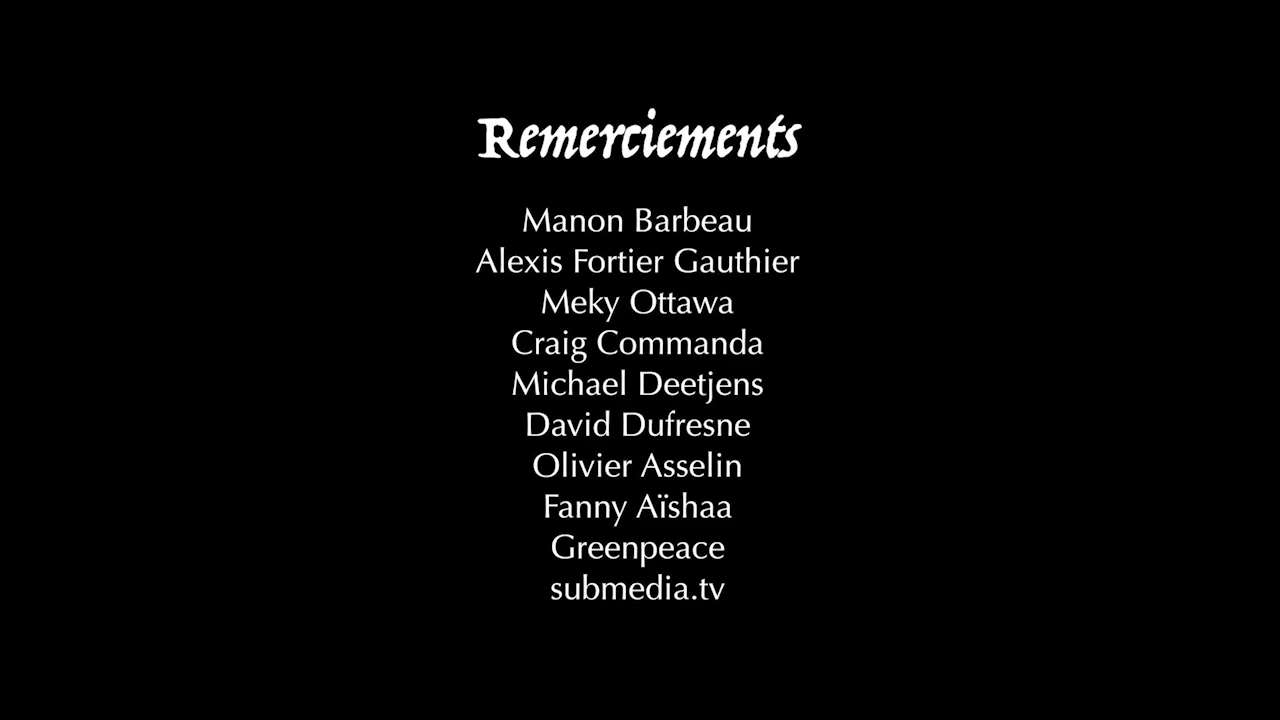 Remerciements
Manon Barbeau
Alexis Fortier Gauthier
Meky Ottawa
Craig Commanda
Michael Deetjens
David Dufresne
Olivier Asselin
Fanny Aïshaa
Greenpeace
submedia.tv